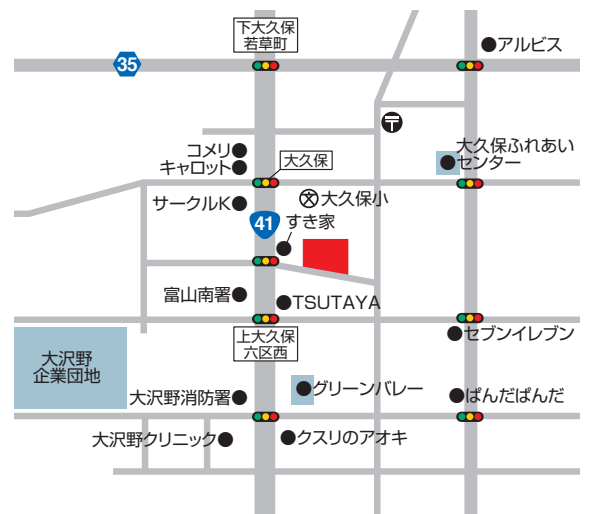 下大久保
若草町
アルビス
35
コメリ
キャロット
大久保
大久保ふれあい
センター
サークルK
文大久保小
41
すき家
富山南署
TSUTAYA
セブンイレブン
上大久保
六区西
大沢野
企業団地
グリーンバレー
大沢野消防署
ぱんだぱんだ
大沢野クリニック
クスリのアオキ